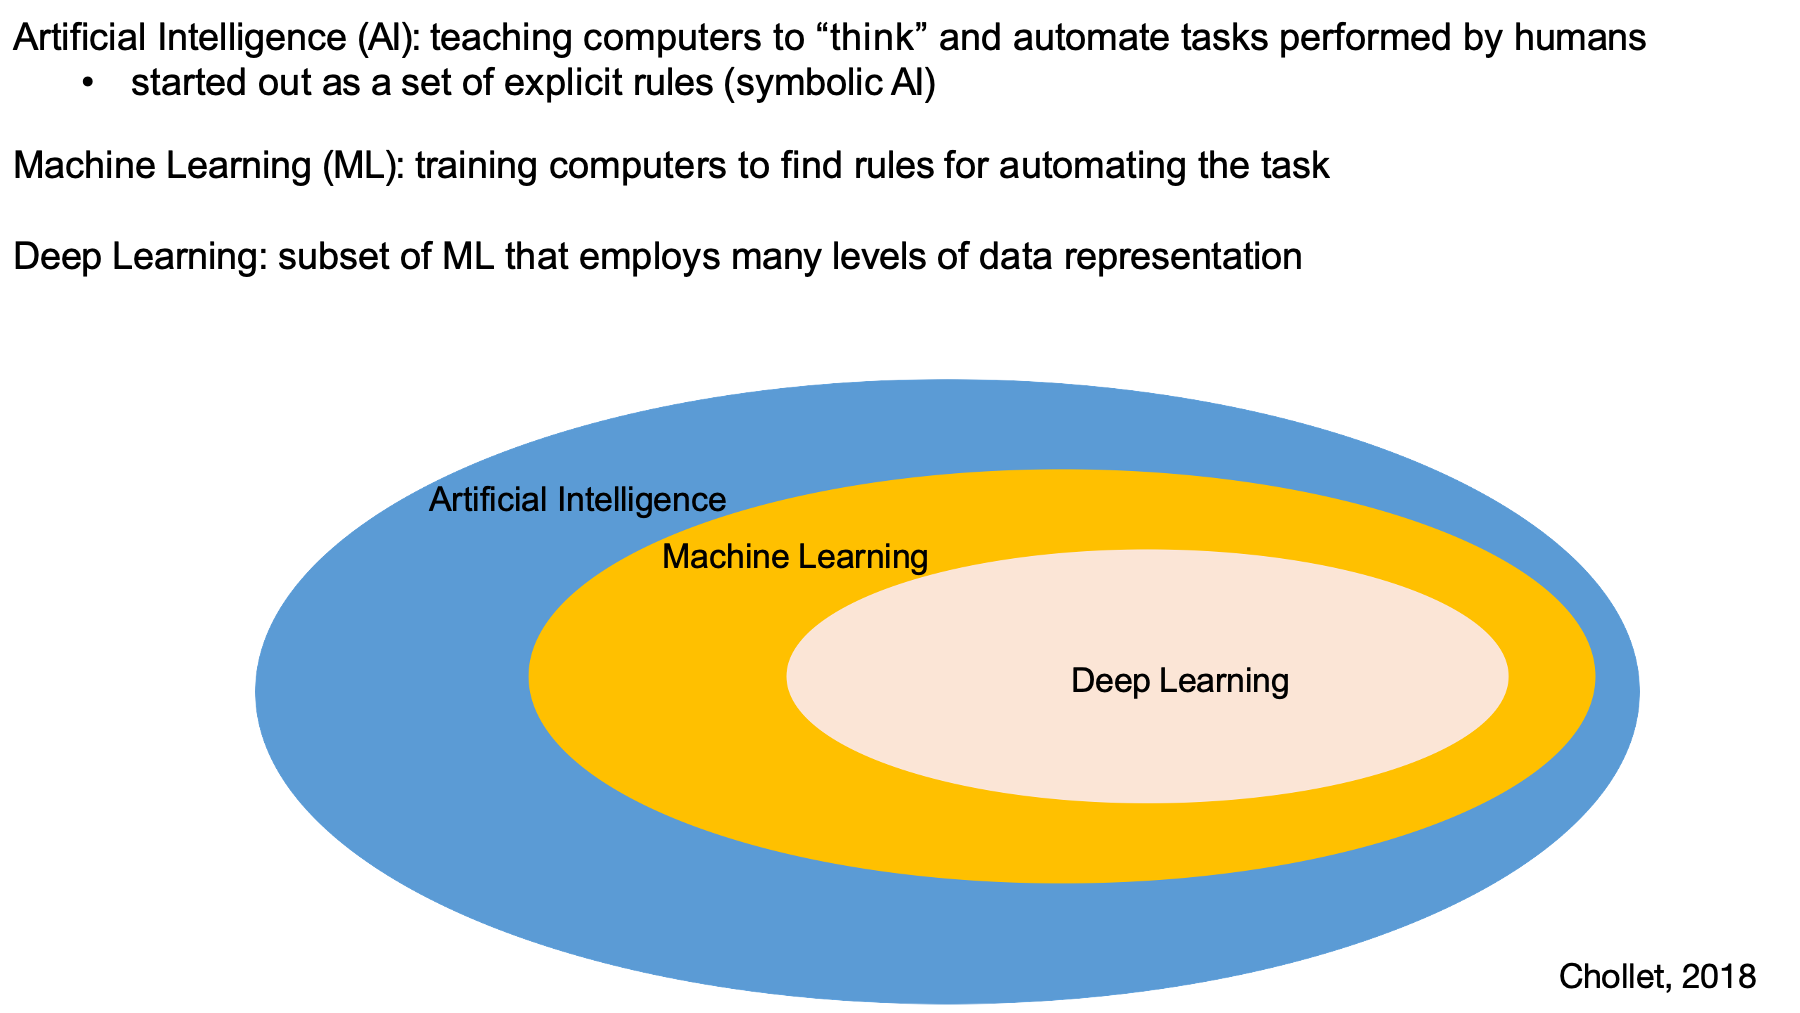 Artificial Intelligence (AI): teaching computers to “think” and automate tasks performed by humans
• started out as a set of explicit rules (symbolic AI)
Machine Learning (ML): training computers to find rules for automating the task
Deep Learning: subset of ML that employs many levels of data representation
Artificial Intelligence
Machine Learning
Deep Learning
Chollet, 2018